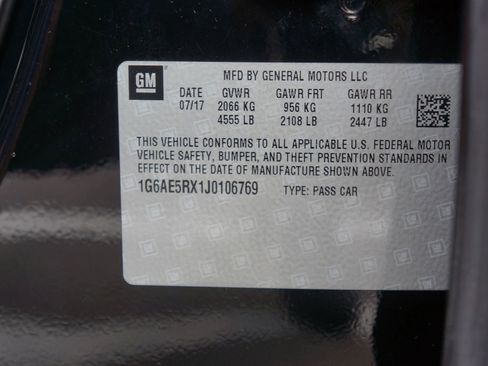 GM
MFD BY GENERAL MOTORS LLC
DATE GVWR GAWR FRT GAWR RR
07/17 2066 KG 956 KG 1110 KG
4555 LB 2108 LB 2447 LB
THIS VEHICLE CONFORMS TO ALL APPLICABLE U.S. FEDERAL MOTOR
VEHICLE SAFETY, BUMPER, AND THEFT PREVENTION STANDARDS IN
EFFECT ON THE DATE OF MANUFACTURE SHOWN ABOVE.
1G6AE5RX1J0106769 TYPE: PASS CAR